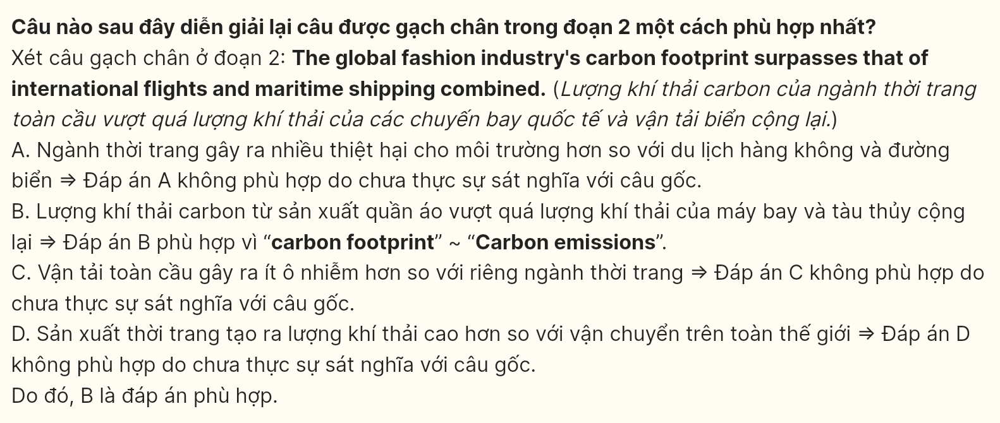 Câu nào sau đây diễn giải lại câu được gạch chân trong đoạn 2 một cách phù hợp nhất?
Xét câu gạch chân ở đoạn 2: The global fashion industry's carbon footprint surpasses that of
international flights and maritime shipping combined. (Lượng khí thải carbon của ngành thời trang
toàn cầu vượt quá lượng khí thải của các chuyến bay quốc tế và vận tải biển cộng lại.)
A. Ngành thời trang gây ra nhiều thiệt hại cho môi trường hơn so với du lịch hàng không và đường
biển ⇒ Đáp án A không phù hợp do chưa thực sự sát nghĩa với câu gốc.
B. Lượng khí thải carbon từ sản xuất quần áo vượt quá lượng khí thải của máy bay và tàu thủy cộng
lại ⇒ Đáp án B phù hợp vì “carbon footprint” ~ “Carbon emissions”.
C. Vận tải toàn cầu gây ra ít ô nhiễm hơn so với riêng ngành thời trang ⇒ Đáp án C không phù hợp do
chưa thực sự sát nghĩa với câu gốc.
D. Sản xuất thời trang tạo ra lượng khí thải cao hơn so với vận chuyển trên toàn thế giới ⇒ Đáp án D
không phù hợp do chưa thực sự sát nghĩa với câu gốc.
Do đó, B là đáp án phù hợp.